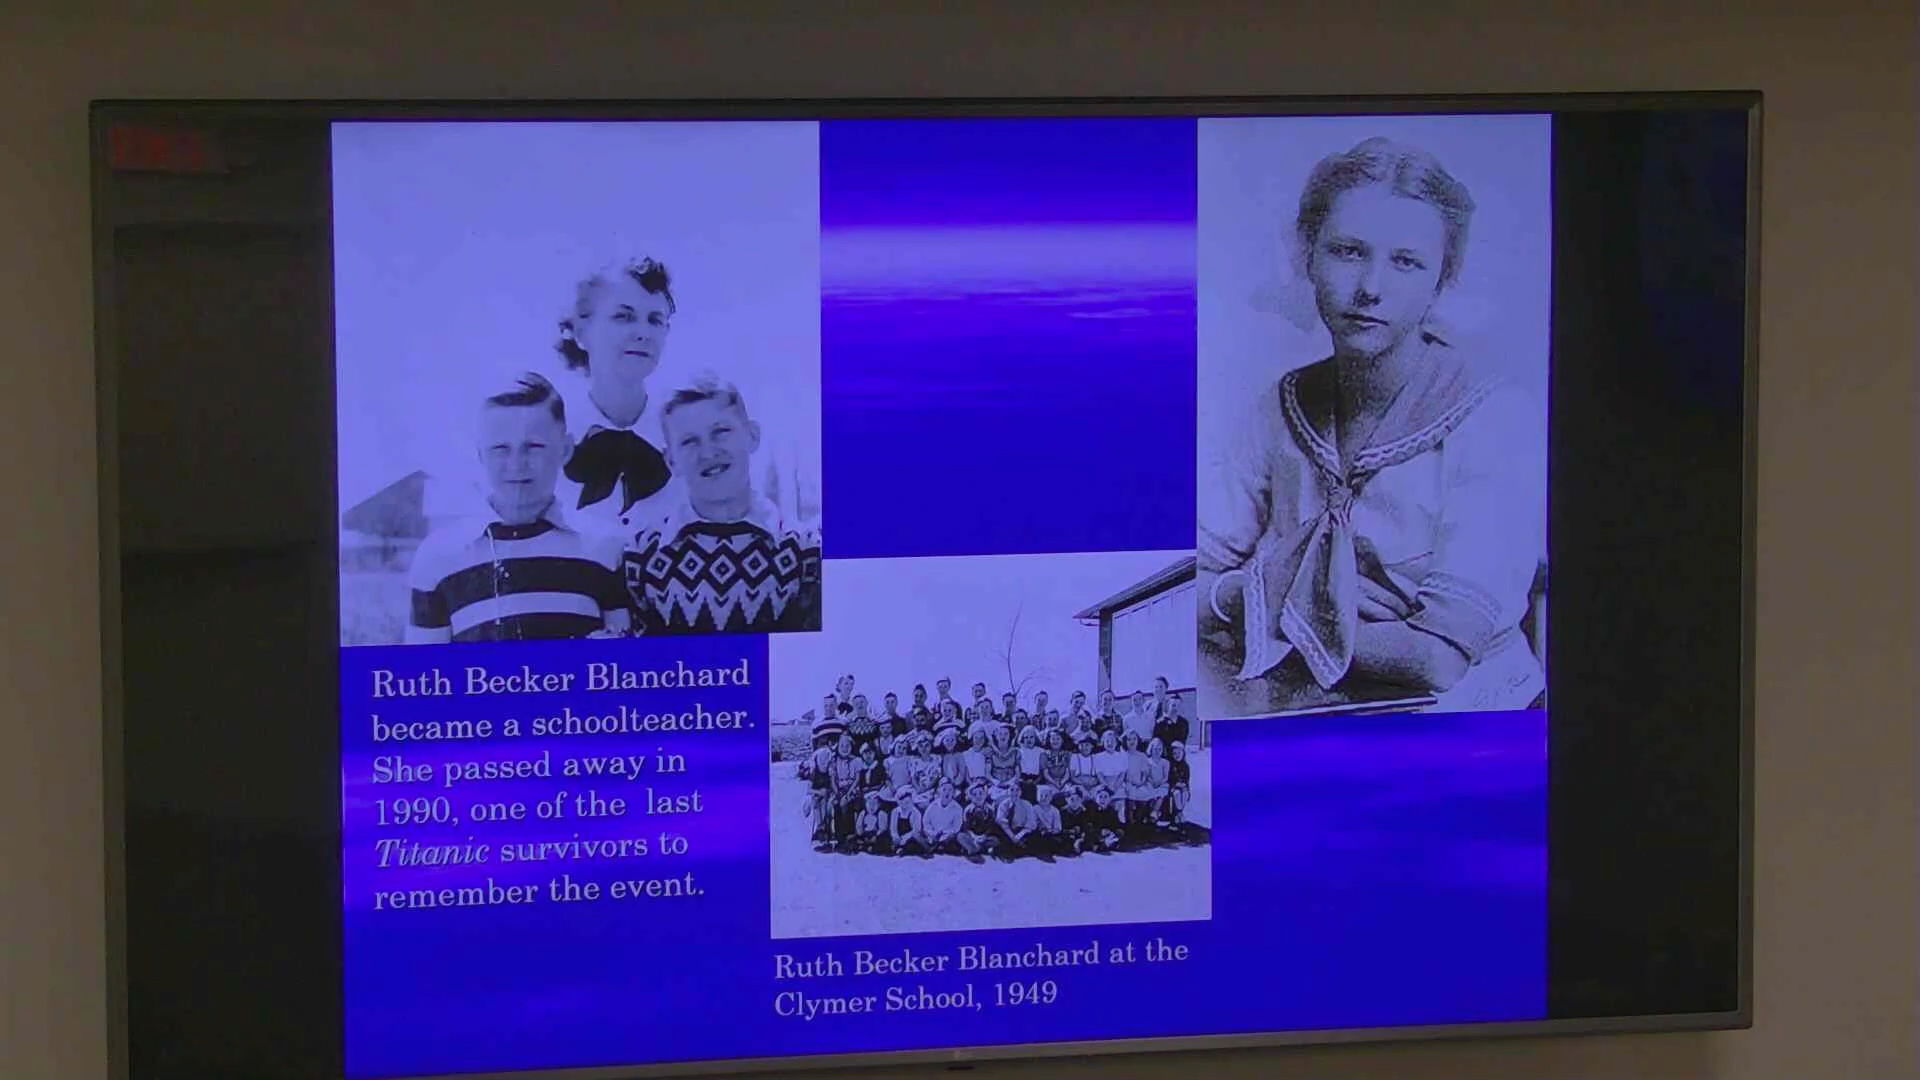 Ruth Becker Blanchard
became a schoolteacher.
She passed away in
1990, one of the last
Titanic survivors to
remember the event.
Ruth Becker Blanchard at the
Clymer School, 1949